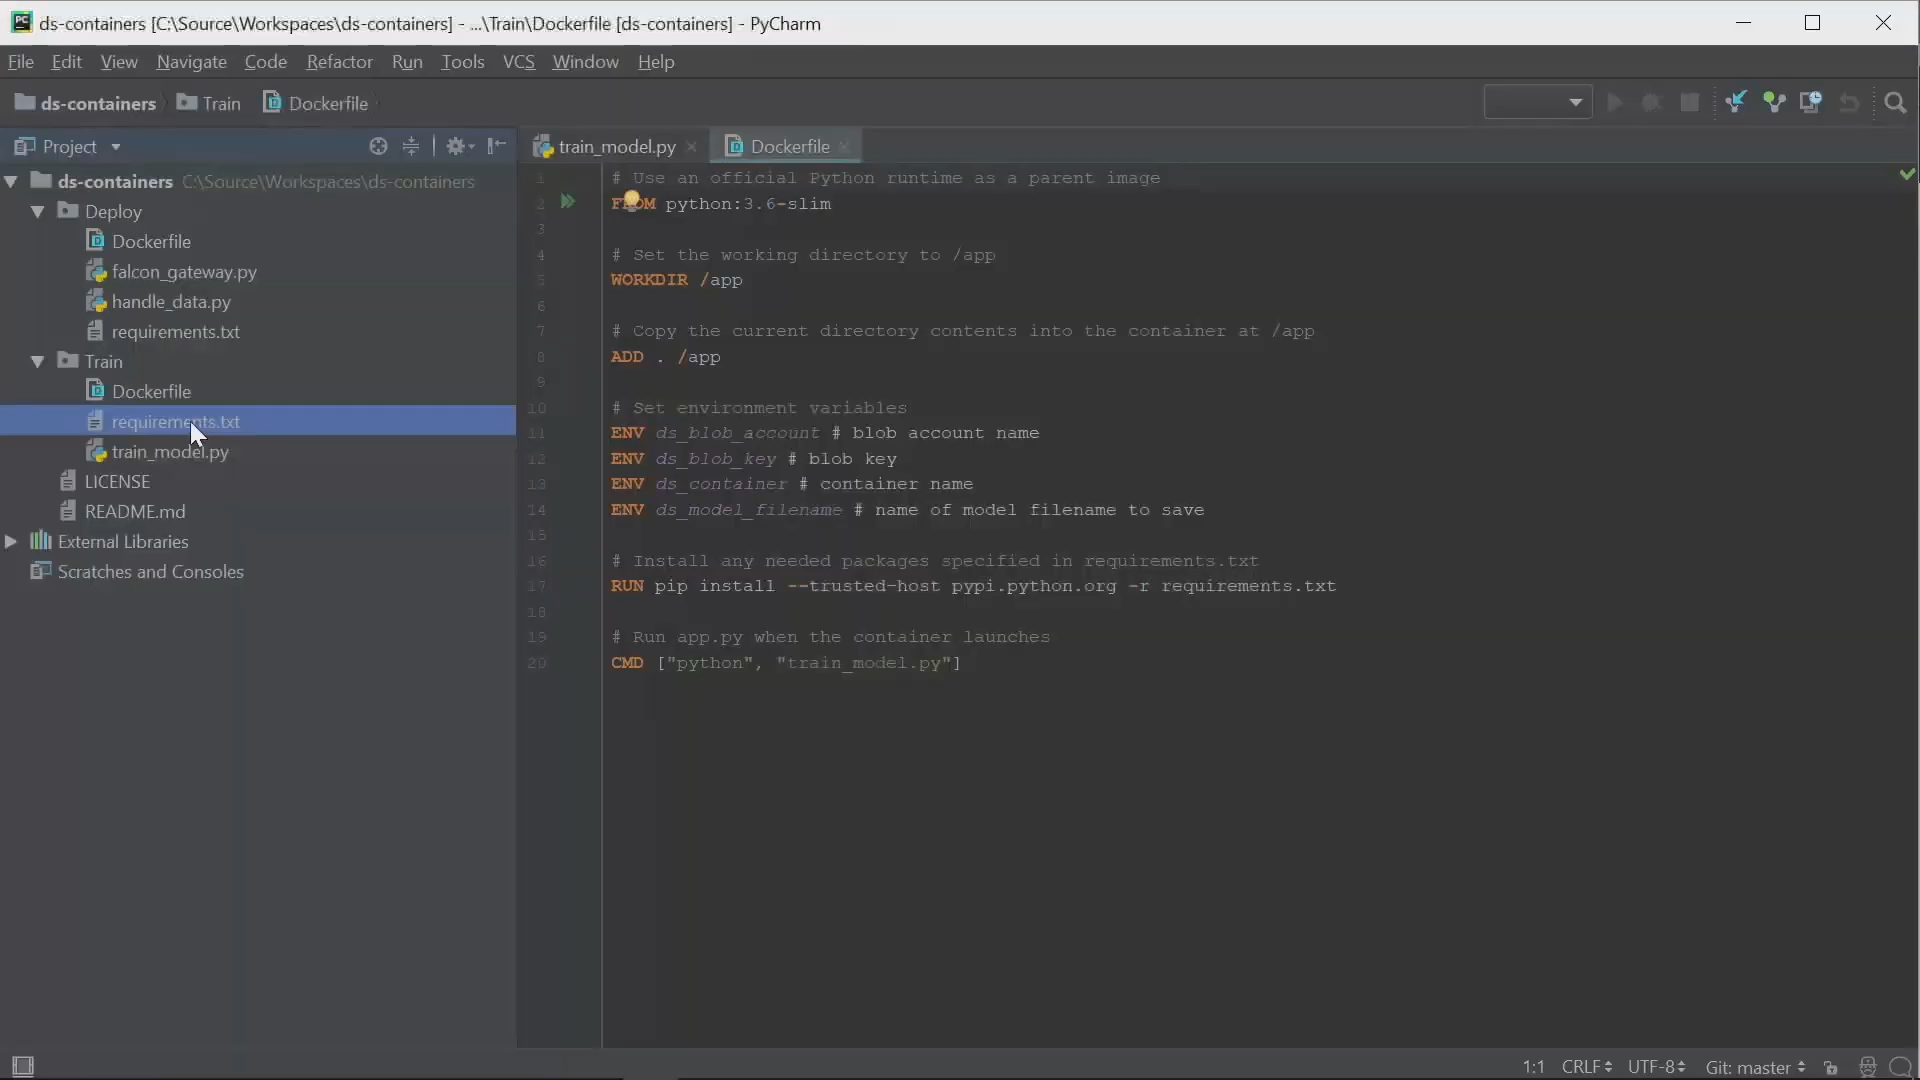 ds-containers [C:\Source\Workspaces\ds-containers] - ...\Train\Dockerfile [ds-containers] - PyCharm
File Edit View Navigate Code Refactor Run Tools VCS Window Help
ds-containers Train Dockerfile
Project
train_model.py Dockerfile
ds-containers C:\Source\Workspaces\ds-containers
Deploy
Dockerfile
falcon_gateway.py
handle_data.py
requirements.txt
Train
Dockerfile
requirements.txt
train_model.py
LICENSE
README.md
External Libraries
Scratches and Consoles
1 # Use an official Python runtime as a parent image
2 FROM python:3.6-slim
3
4 # Set the working directory to /app
5 WORKDIR /app
6
7 # Copy the current directory contents into the container at /app
8 ADD . /app
9
10 # Set environment variables
11 ENV ds_blob_account # blob account name
12 ENV ds_blob_key # blob key
13 ENV ds_container # container name
14 ENV ds_model_filename # name of model filename to save
15
16 # Install any needed packages specified in requirements.txt
17 RUN pip install --trusted-host pypi.python.org -r requirements.txt
18
19 # Run app.py when the container launches
20 CMD ["python", "train_model.py"]
1:1 CRLF UTF-8 Git: master